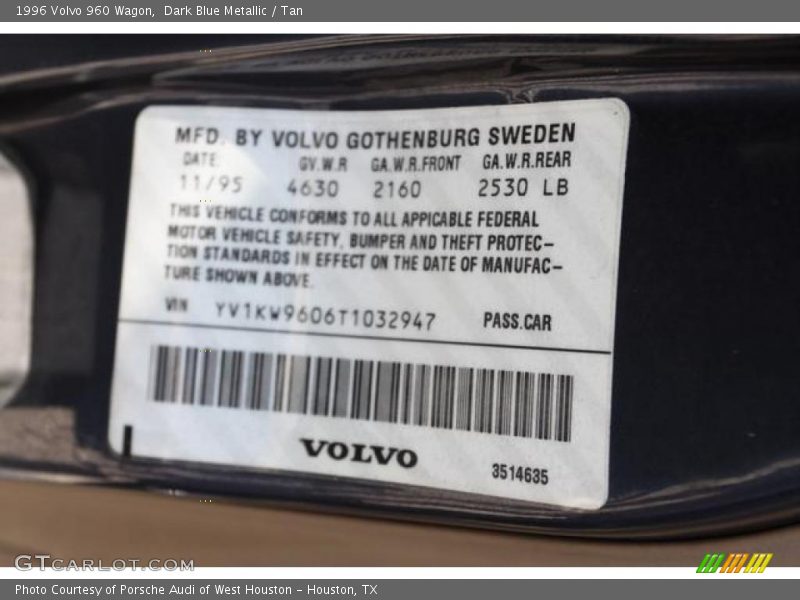 1996 Volvo 960 Wagon, Dark Blue Metallic / Tan
MFD. BY VOLVO GOTHENBURG SWEDEN
DATE: GV.W.R GA.W.R.FRONT GA.W.R.REAR
11/95 4630 2160 2530 LB
THIS VEHICLE CONFORMS TO ALL APPICABLE FEDERAL
MOTOR VEHICLE SAFETY, BUMPER AND THEFT PROTEC-
TION STANDARDS IN EFFECT ON THE DATE OF MANUFAC-
TURE SHOWN ABOVE.
VIN YV1KW9606T1032947 PASS.CAR
VOLVO
3514635
GTCARLOT.COM
Photo Courtesy of Porsche Audi of West Houston - Houston, TX